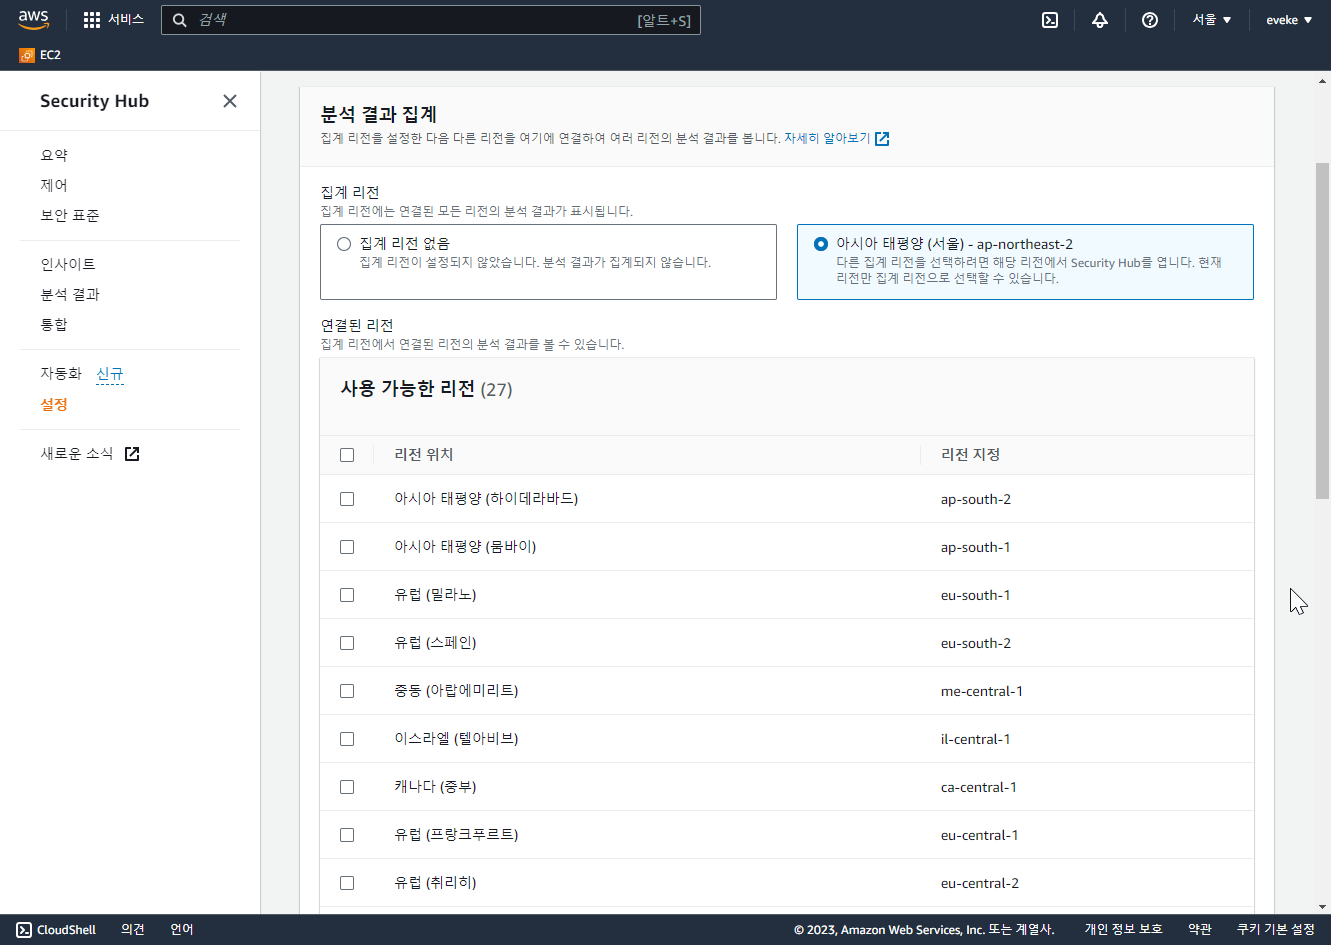 aws
서비스
검색
[알트+S]
서울 ▼
eveke ▼
EC2
Security Hub
요약
제어
보안 표준
인사이트
분석 결과
통합
자동화 신규
설정
새로운 소식
분석 결과 집계
집계 리전을 설정한 다음 다른 리전을 여기에 연결하여 여러 리전의 분석 결과를 봅니다. 자세히 알아보기
집계 리전
집계 리전에는 연결된 모든 리전의 분석 결과가 표시됩니다.
집계 리전 없음
집계 리전이 설정되지 않았습니다. 분석 결과가 집계되지 않습니다.
아시아 태평양 (서울) - ap-northeast-2
다른 집계 리전을 선택하려면 해당 리전에서 Security Hub를 엽니다. 현재
리전만 집계 리전으로 선택할 수 있습니다.
연결된 리전
집계 리전에서 연결된 리전의 분석 결과를 볼 수 있습니다.
사용 가능한 리전 (27)
리전 위치 리전 지정
아시아 태평양 (하이데라바드) ap-south-2
아시아 태평양 (뭄바이) ap-south-1
유럽 (밀라노) eu-south-1
유럽 (스페인) eu-south-2
중동 (아랍에미리트) me-central-1
이스라엘 (텔아비브) il-central-1
캐나다 (중부) ca-central-1
유럽 (프랑크푸르트) eu-central-1
유럽 (취리히) eu-central-2
CloudShell 의견 언어 © 2023, Amazon Web Services, Inc. 또는 계열사. 개인 정보 보호 약관 쿠키 기본 설정